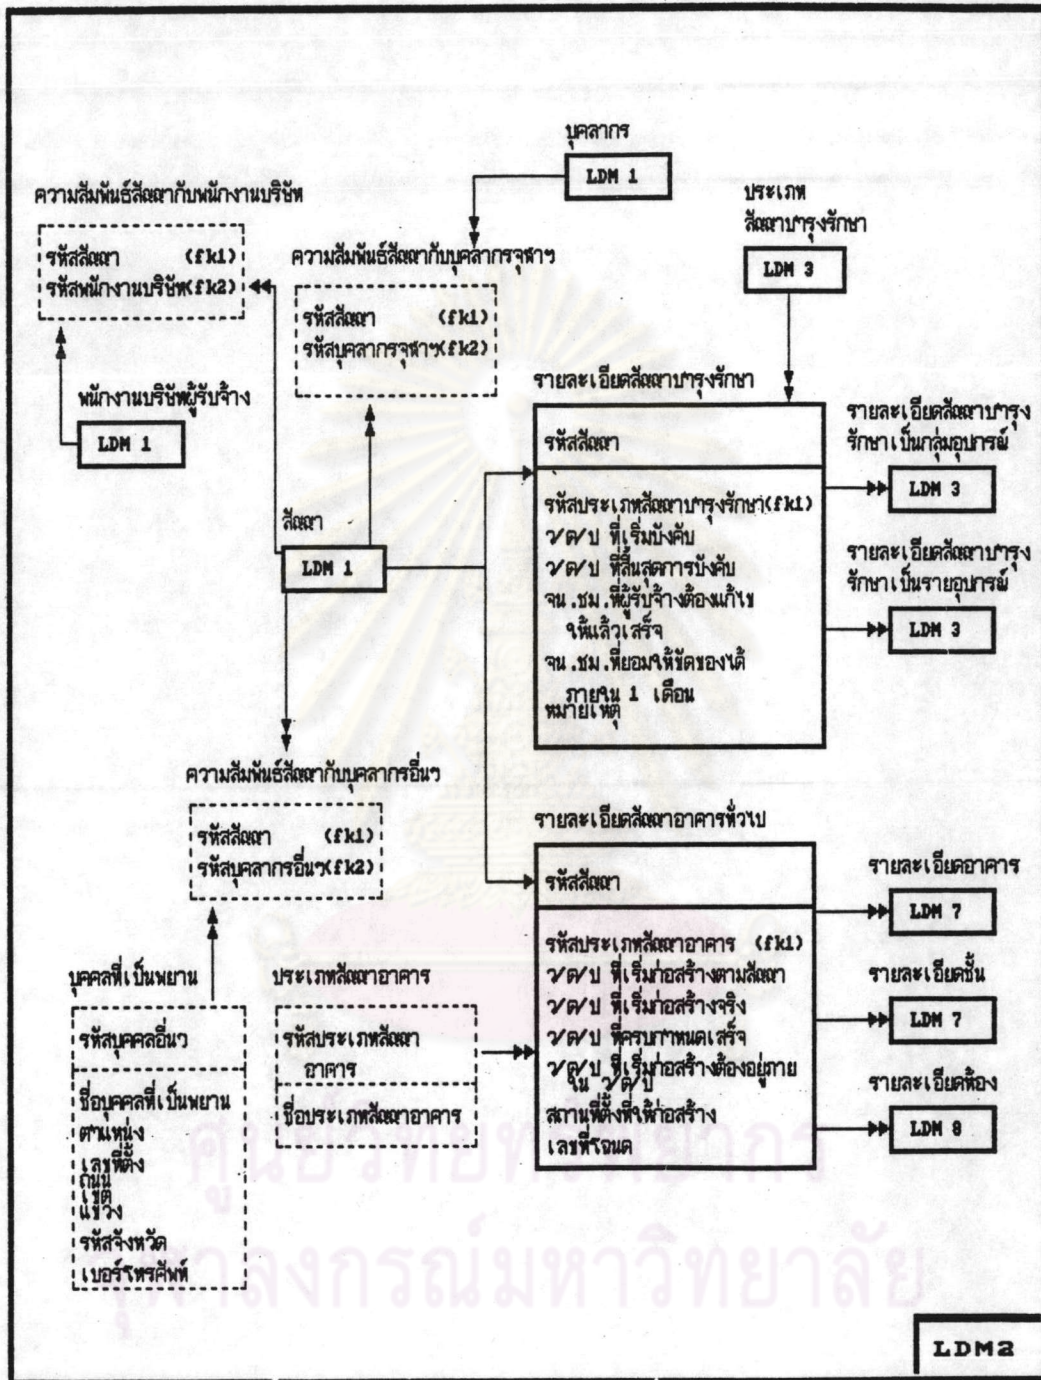 บุคลากร
LDM 1
ความสัมพันธ์สัญญากับพนักงานบริษัท
รหัสสัญญา (fk1)
รหัสพนักงานบริษัท(fk2)
ประเภท
สัญญาบำรุงรักษา
LDM 3
ความสัมพันธ์สัญญากับบุคลากรจุฬาฯ
รหัสสัญญา (fk1)
รหัสบุคลากรจุฬาฯ(fk2)
พนักงานบริษัทผู้รับจ้าง
LDM 1
รายละเอียดสัญญาบำรุงรักษา
รหัสสัญญา
รหัสประเภทสัญญาบำรุงรักษา(fk1)
ว/ด/ป ที่เริ่มบังคับ
ว/ด/ป ที่สิ้นสุดการบังคับ
จน.ชม.ที่ผู้รับจ้างต้องแก้ไข
ให้แล้วเสร็จ
จน.ชม.ที่ยอมให้ขัดของได้
ภายใน 1 เดือน
หมายเหตุ
รายละเอียดสัญญาบำรุง
รักษาเป็นกลุ่มอุปกรณ์
LDM 3
รายละเอียดสัญญาบำรุง
รักษาเป็นรายอุปกรณ์
LDM 3
สัญญา
LDM 1
ความสัมพันธ์สัญญากับบุคลากรอื่นๆ
รหัสสัญญา (fk1)
รหัสบุคลากรอื่นๆ(fk2)
รายละเอียดสัญญาอาคารทั่วไป
รหัสสัญญา
รหัสประเภทสัญญาอาคาร (fk1)
ว/ด/ป ที่เริ่มก่อสร้างตามสัญญา
ว/ด/ป ที่เริ่มก่อสร้างจริง
ว/ด/ป ที่ครบกำหนดเสร็จ
ว/ด/ป ที่เริ่มก่อสร้างต้องอยู่ภาย
ใน ว/ด/ป
สถานที่ตั้งที่ให้ก่อสร้าง
เลขที่โฉนด
รายละเอียดอาคาร
LDM 7
รายละเอียดชั้น
LDM 7
รายละเอียดห้อง
LDM 8
บุคคลที่เป็นพยาน
รหัสบุคคลอื่นๆ
ชื่อบุคคลที่เป็นพยาน
ตำแหน่ง
เลขที่ตั้ง
ถนน
เขต
แขวง
รหัสจังหวัด
เบอร์โทรศัพท์
ประเภทสัญญาอาคาร
รหัสประเภทสัญญา
อาคาร
ชื่อประเภทสัญญาอาคาร
ศูนย์วิทยทรัพยากร
จุฬาลงกรณ์มหาวิทยาลัย
LDM2